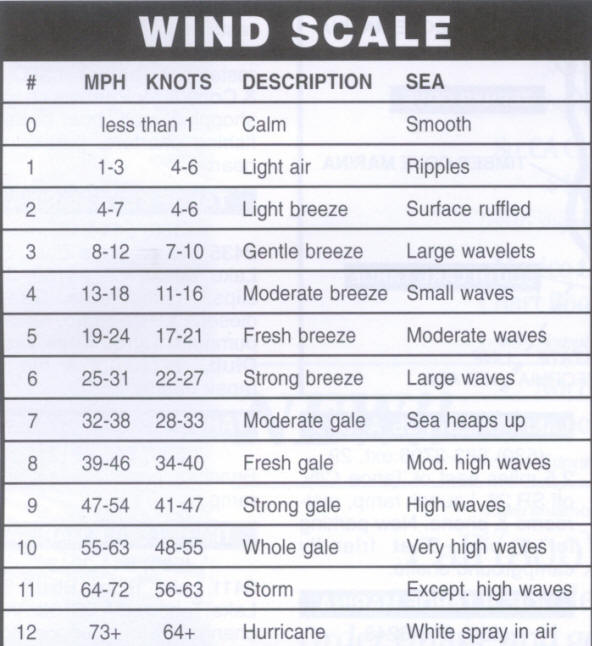 WIND SCALE
# MPH KNOTS DESCRIPTION SEA
0 less than 1 Calm Smooth
1 1-3 4-6 Light air Ripples
2 4-7 4-6 Light breeze Surface ruffled
3 8-12 7-10 Gentle breeze Large wavelets
4 13-18 11-16 Moderate breeze Small waves
5 19-24 17-21 Fresh breeze Moderate waves
6 25-31 22-27 Strong breeze Large waves
7 32-38 28-33 Moderate gale Sea heaps up
8 39-46 34-40 Fresh gale Mod. high waves
9 47-54 41-47 Strong gale High waves
10 55-63 48-55 Whole gale Very high waves
11 64-72 56-63 Storm Except. high waves
12 73+ 64+ Hurricane White spray in air